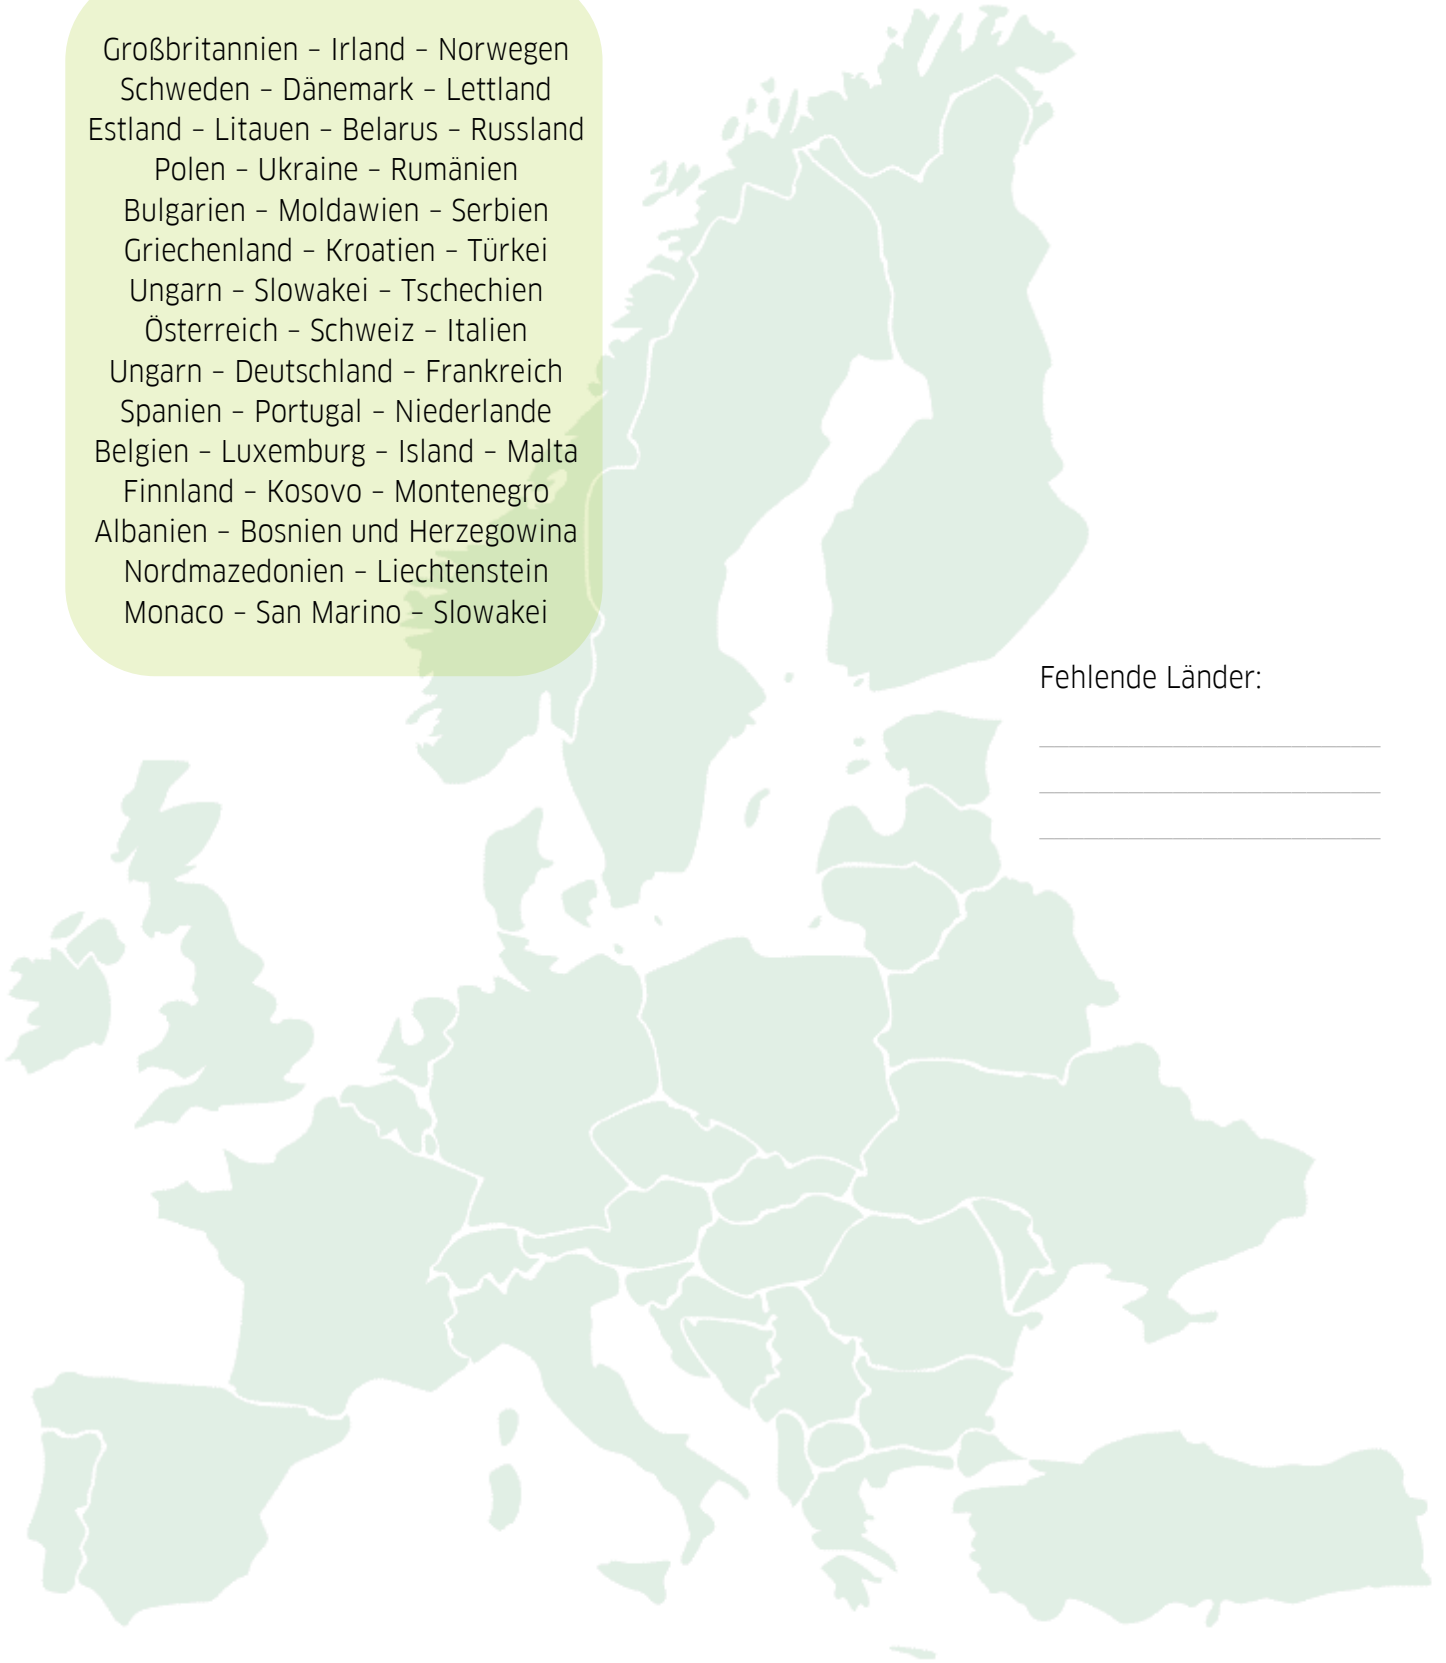 Großbritannien – Irland – Norwegen
Schweden – Dänemark – Lettland
Estland – Litauen – Belarus – Russland
Polen – Ukraine – Rumänien
Bulgarien – Moldawien – Serbien
Griechenland – Kroatien – Türkei
Ungarn – Slowakei – Tschechien
Österreich – Schweiz – Italien
Ungarn – Deutschland – Frankreich
Spanien – Portugal – Niederlande
Belgien – Luxemburg – Island – Malta
Finnland – Kosovo – Montenegro
Albanien – Bosnien und Herzegowina
Nordmazedonien – Liechtenstein
Monaco – San Marino – Slowakei
Fehlende Länder: